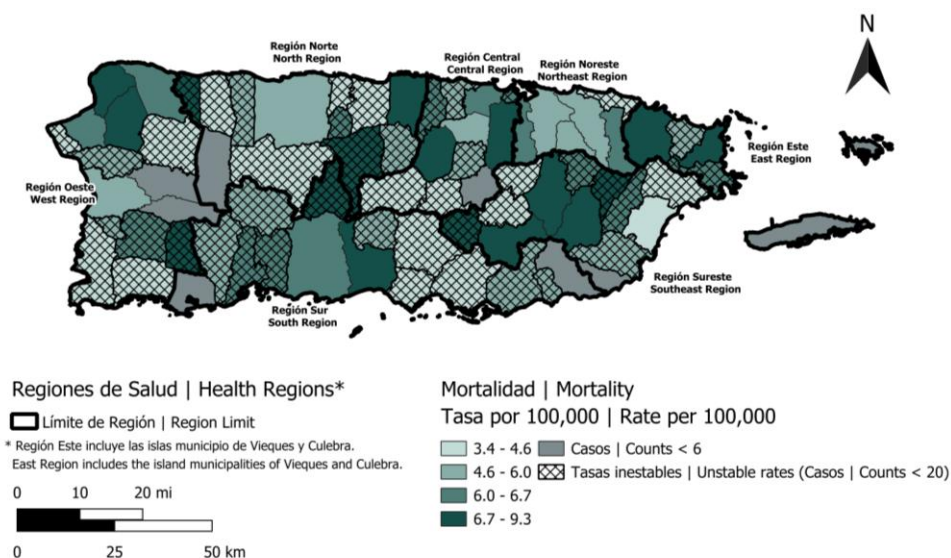 N
Región Norte
North Region
Región Central
Central Region
Región Noreste
Northeast Region
Región Este
East Region
Región Oeste
West Region
Región Sureste
Southeast Region
Región Sur
South Region
Regiones de Salud | Health Regions*
Límite de Región | Region Limit
* Región Este incluye las islas municipio de Vieques y Culebra.
East Region includes the island municipalities of Vieques and Culebra.
0 10 20 mi
0 25 50 km
Mortalidad | Mortality
Tasa por 100,000 | Rate per 100,000
3.4 - 4.6
4.6 - 6.0
6.0 - 6.7
6.7 - 9.3
Casos | Counts < 6
Tasas inestables | Unstable rates (Casos | Counts < 20)